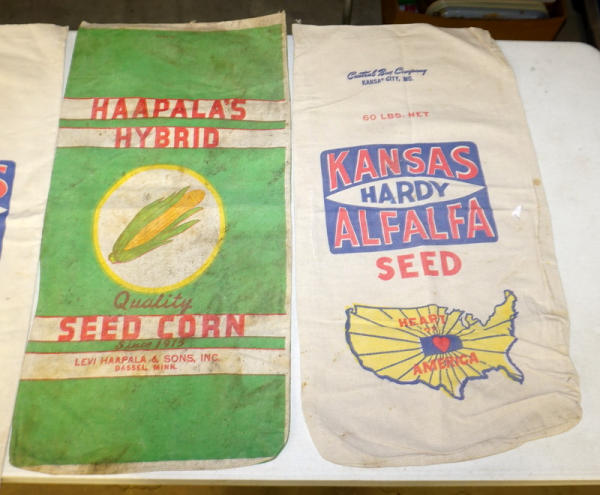 HAAPALA'S
HYBRID
Quality
SEED CORN
Since 1915
LEVI HAAPALA & SONS, INC.
DASSEL, MINN.
Central Bag Company
KANSAS CITY, MO.
60 LBS. NET
KANSAS
HARDY
ALFALFA
SEED
HEART
AMERICA
S